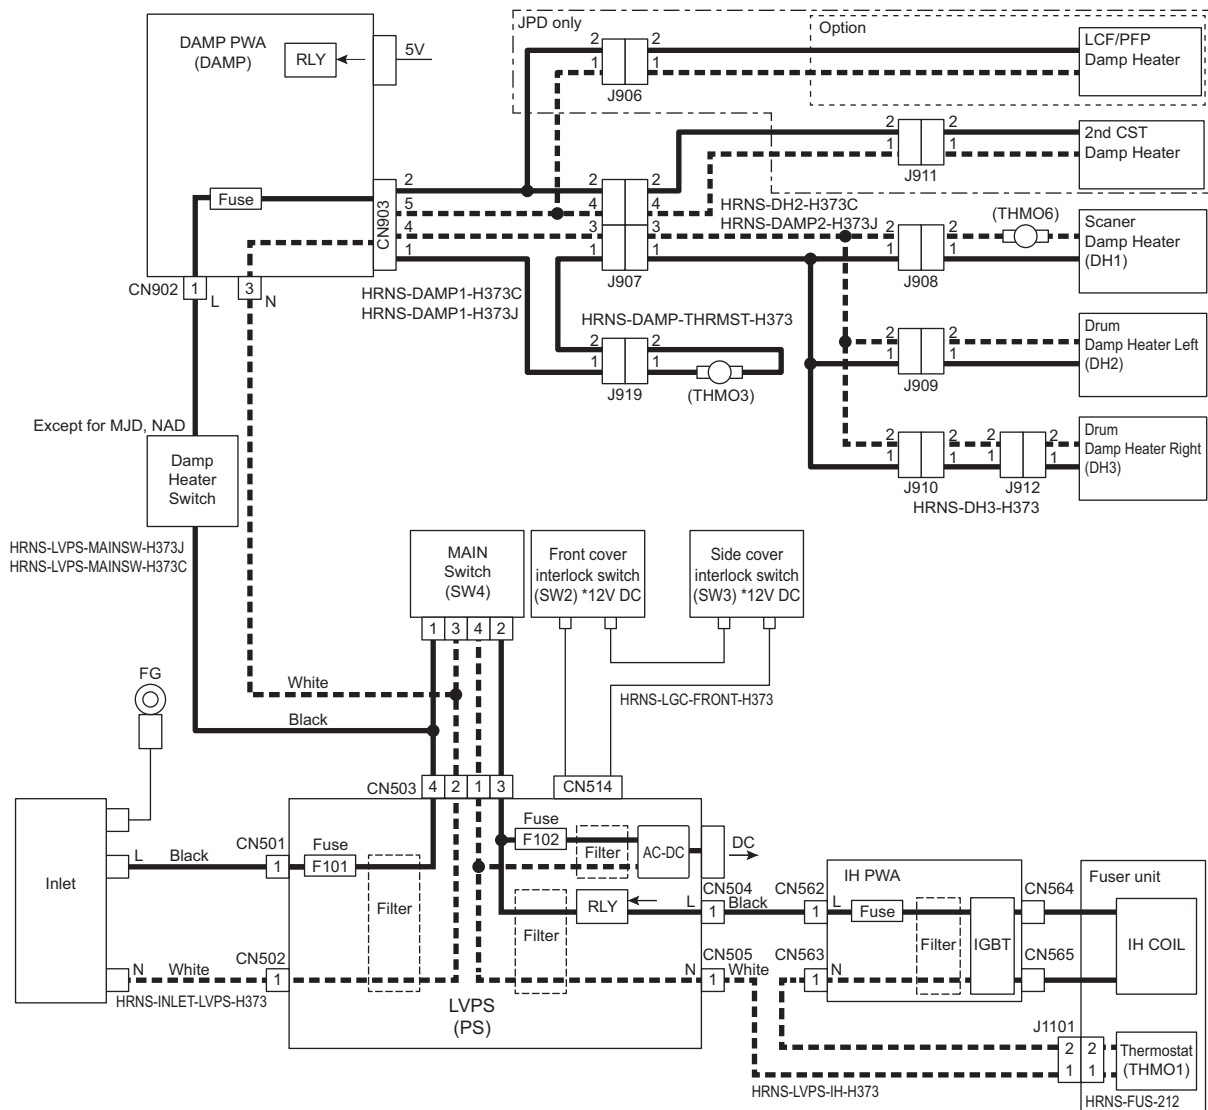 JPD only
Option
DAMP PWA
(DAMP)
RLY
5V
2
1
2
1
J906
LCF/PFP
Damp Heater
2
1
2
1
J911
2nd CST
Damp Heater
Fuse
CN903
2
5
4
1
2
4
3
1
2
4
3
1
J907
HRNS-DH2-H373C
HRNS-DAMP2-H373J
2
1
2
1
J908
(THMO6)
Scaner
Damp Heater
(DH1)
CN902
1
L
3
N
HRNS-DAMP1-H373C
HRNS-DAMP1-H373J
HRNS-DAMP-THRMST-H373
2
1
2
1
J919
(THMO3)
2
1
2
1
J909
Drum
Damp Heater Left
(DH2)
Except for MJD, NAD
Damp
Heater
Switch
2
1
2
1
J910
2
1
2
1
J912
HRNS-DH3-H373
Drum
Damp Heater Right
(DH3)
HRNS-LVPS-MAINSW-H373J
HRNS-LVPS-MAINSW-H373C
MAIN
Switch
(SW4)
1
3
4
2
Front cover
interlock switch
(SW2) *12V DC
Side cover
interlock switch
(SW3) *12V DC
FG
White
Black
HRNS-LGC-FRONT-H373
CN503
4
2
1
3
CN514
Inlet
L
Black
CN501
1
Fuse
F101
Filter
Fuse
F102
Filter
AC-DC
DC
N
White
CN502
1
HRNS-INLET-LVPS-H373
Filter
RLY
LVPS
(PS)
L
CN504
1
Black
N
CN505
1
White
CN562
1
L
CN563
1
N
IH PWA
Fuse
Filter
IGBT
CN564
CN565
Fuser unit
IH COIL
J1101
2
1
2
1
Thermostat
(THMO1)
HRNS-LVPS-IH-H373
HRNS-FUS-212